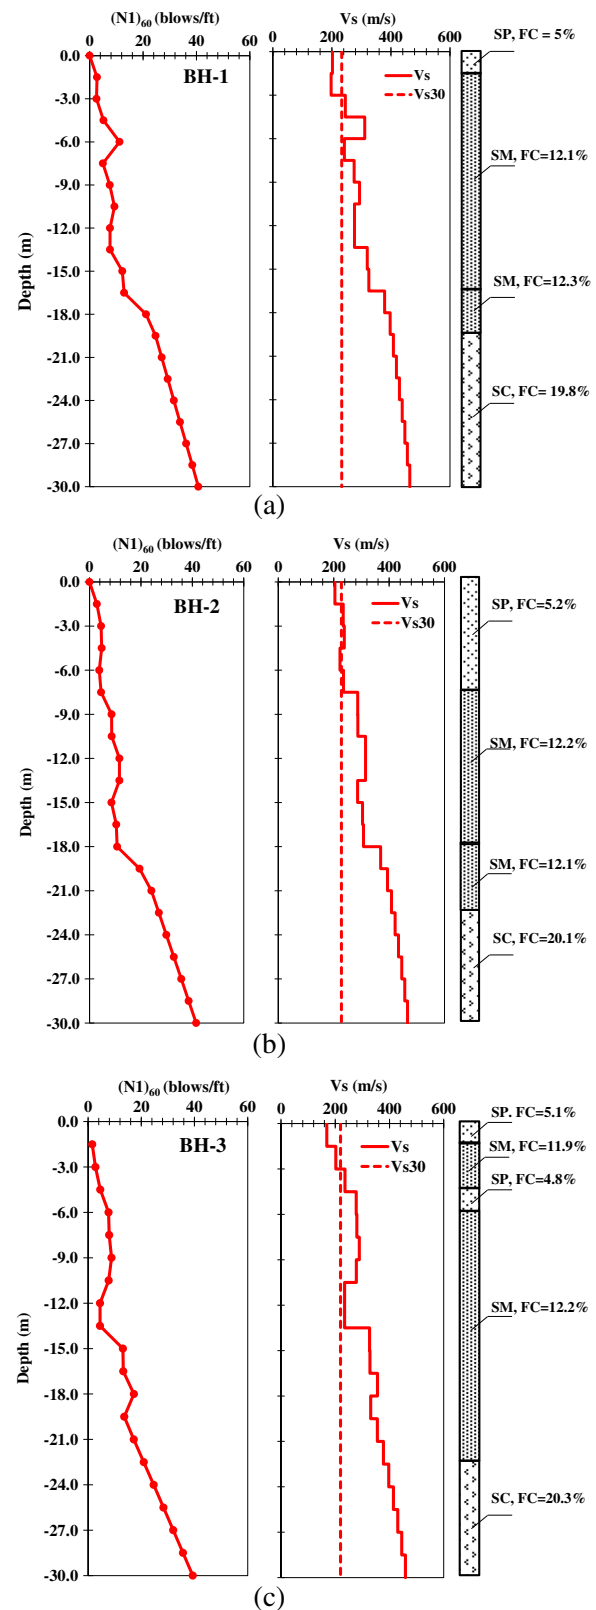 (N1)60 (blows/ft)
0 20 40 60
0.0
-3.0
-6.0
-9.0
-12.0
-15.0
-18.0
-21.0
-24.0
-27.0
-30.0
Depth (m)
BH-1
Vs (m/s)
0 200 400 600
Vs
Vs30
SP, FC = 5%
SM, FC=12.1%
SM, FC=12.3%
SC, FC= 19.8%
(a)
(N1)60 (blows/ft)
0 20 40 60
0.0
-3.0
-6.0
-9.0
-12.0
-15.0
-18.0
-21.0
-24.0
-27.0
-30.0
Depth (m)
BH-2
Vs (m/s)
0 200 400 600
Vs
Vs30
SP, FC=5.2%
SM, FC=12.2%
SM, FC=12.1%
SC, FC=20.1%
(b)
(N1)60 (blows/ft)
0 20 40 60
0.0
-3.0
-6.0
-9.0
-12.0
-15.0
-18.0
-21.0
-24.0
-27.0
-30.0
Depth (m)
BH-3
Vs (m/s)
0 200 400 600
Vs
Vs30
SP. FC=5.1%
SM, FC=11.9%
SP, FC=4.8%
SM, FC=12.2%
SC, FC=20.3%
(c)